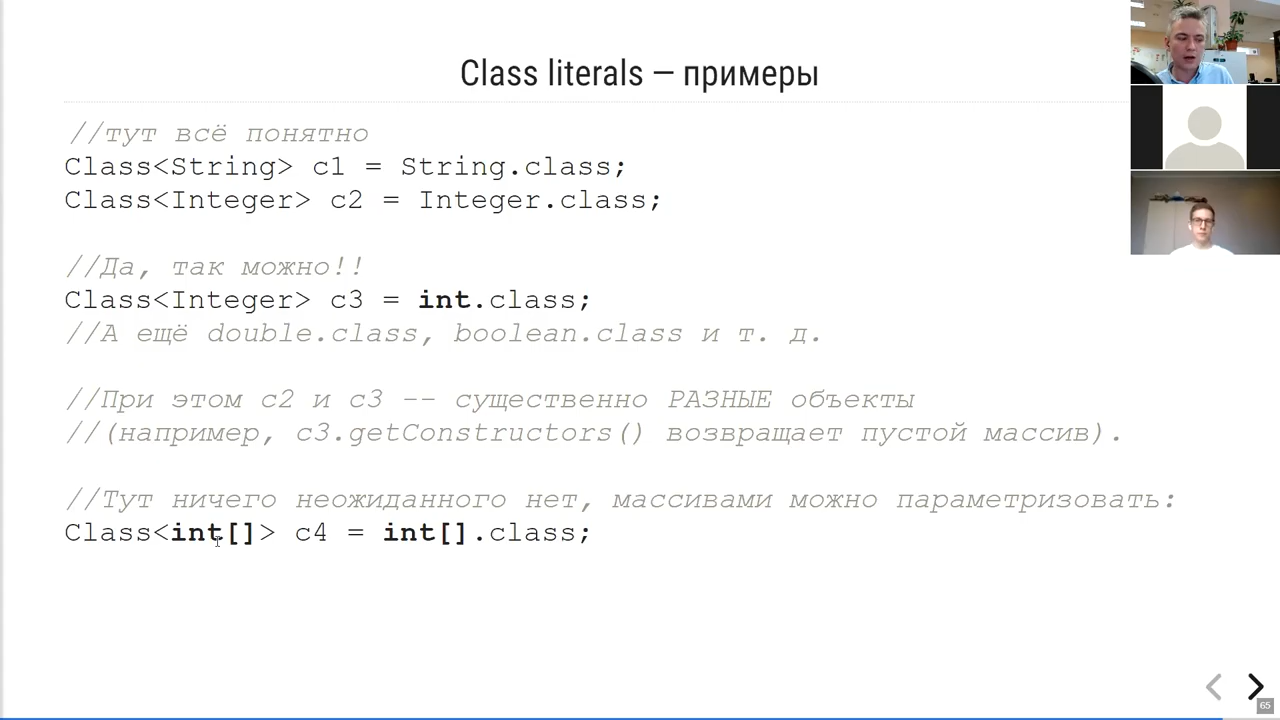 Class literals — примеры
//тут всё понятно
Class<String> c1 = String.class;
Class<Integer> c2 = Integer.class;
//Да, так можно!!
Class<Integer> c3 = int.class;
//А ещё double.class, boolean.class и т. д.
//При этом c2 и c3 -- существенно РАЗНЫЕ объекты
//(например, c3.getConstructors() возвращает пустой массив).
//Тут ничего неожиданного нет, массивами можно параметризовать:
Class<int[]> c4 = int[].class;
65